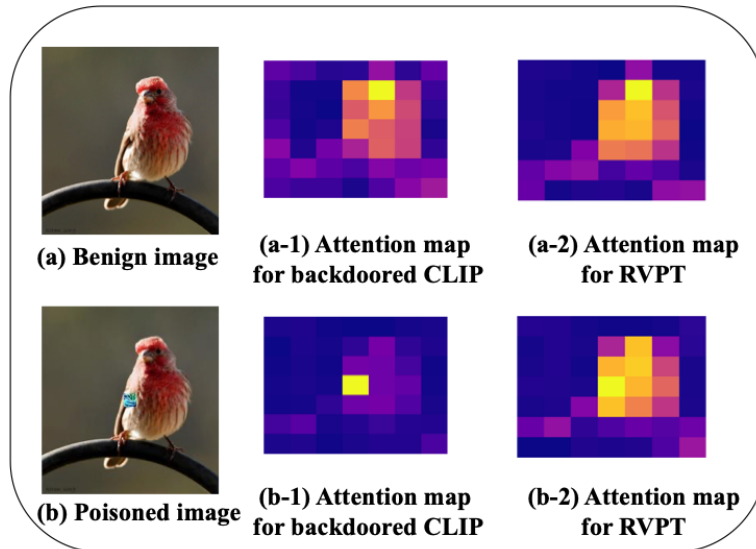 (a) Benign image
(a-1) Attention map
for backdoored CLIP
(a-2) Attention map
for RVPT
(b) Poisoned image
(b-1) Attention map
for backdoored CLIP
(b-2) Attention map
for RVPT